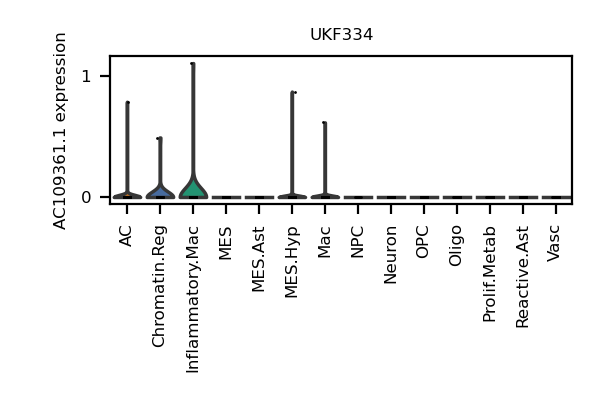 UKF334
AC109361.1 expression
1
0
AC
Chromatin.Reg
Inflammatory.Mac
MES
MES.Ast
MES.Hyp
Mac
NPC
Neuron
OPC
Oligo
Prolif.Metab
Reactive.Ast
Vasc